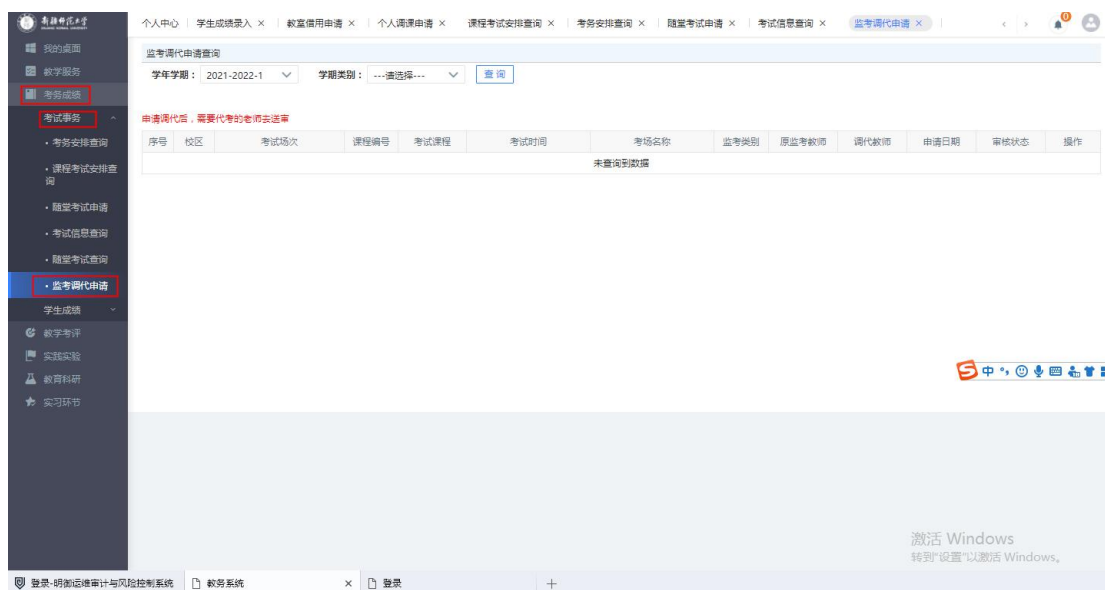 新疆师范大学
个人中心 学生成绩录入 × 教室借用申请 × 个人调课申请 × 课程考试安排查询 × 考务安排查询 × 随堂考试申请 × 考试信息查询 × 监考调代申请 × ‹ › 0
我的桌面
教学服务
考务成绩
考试事务
• 考务安排查询
• 课程考试安排查
询
• 随堂考试申请
• 考试信息查询
• 随堂考试查询
• 监考调代申请
学生成绩
教学考评
实践实验
教育科研
实习环节
监考调代申请查询
学年学期： 2021-2022-1 学期类别： ---请选择--- 查 询
申请调代后，需要代考的老师去送审
序号 校区 考试场次 课程编号 考试课程 考试时间 考场名称 监考类别 原监考教师 调代教师 申请日期 审核状态 操作
未查询到数据
中
激活 Windows
转到"设置"以激活 Windows。
登录-明御运维审计与风险控制系统 教务系统 × 登录 +